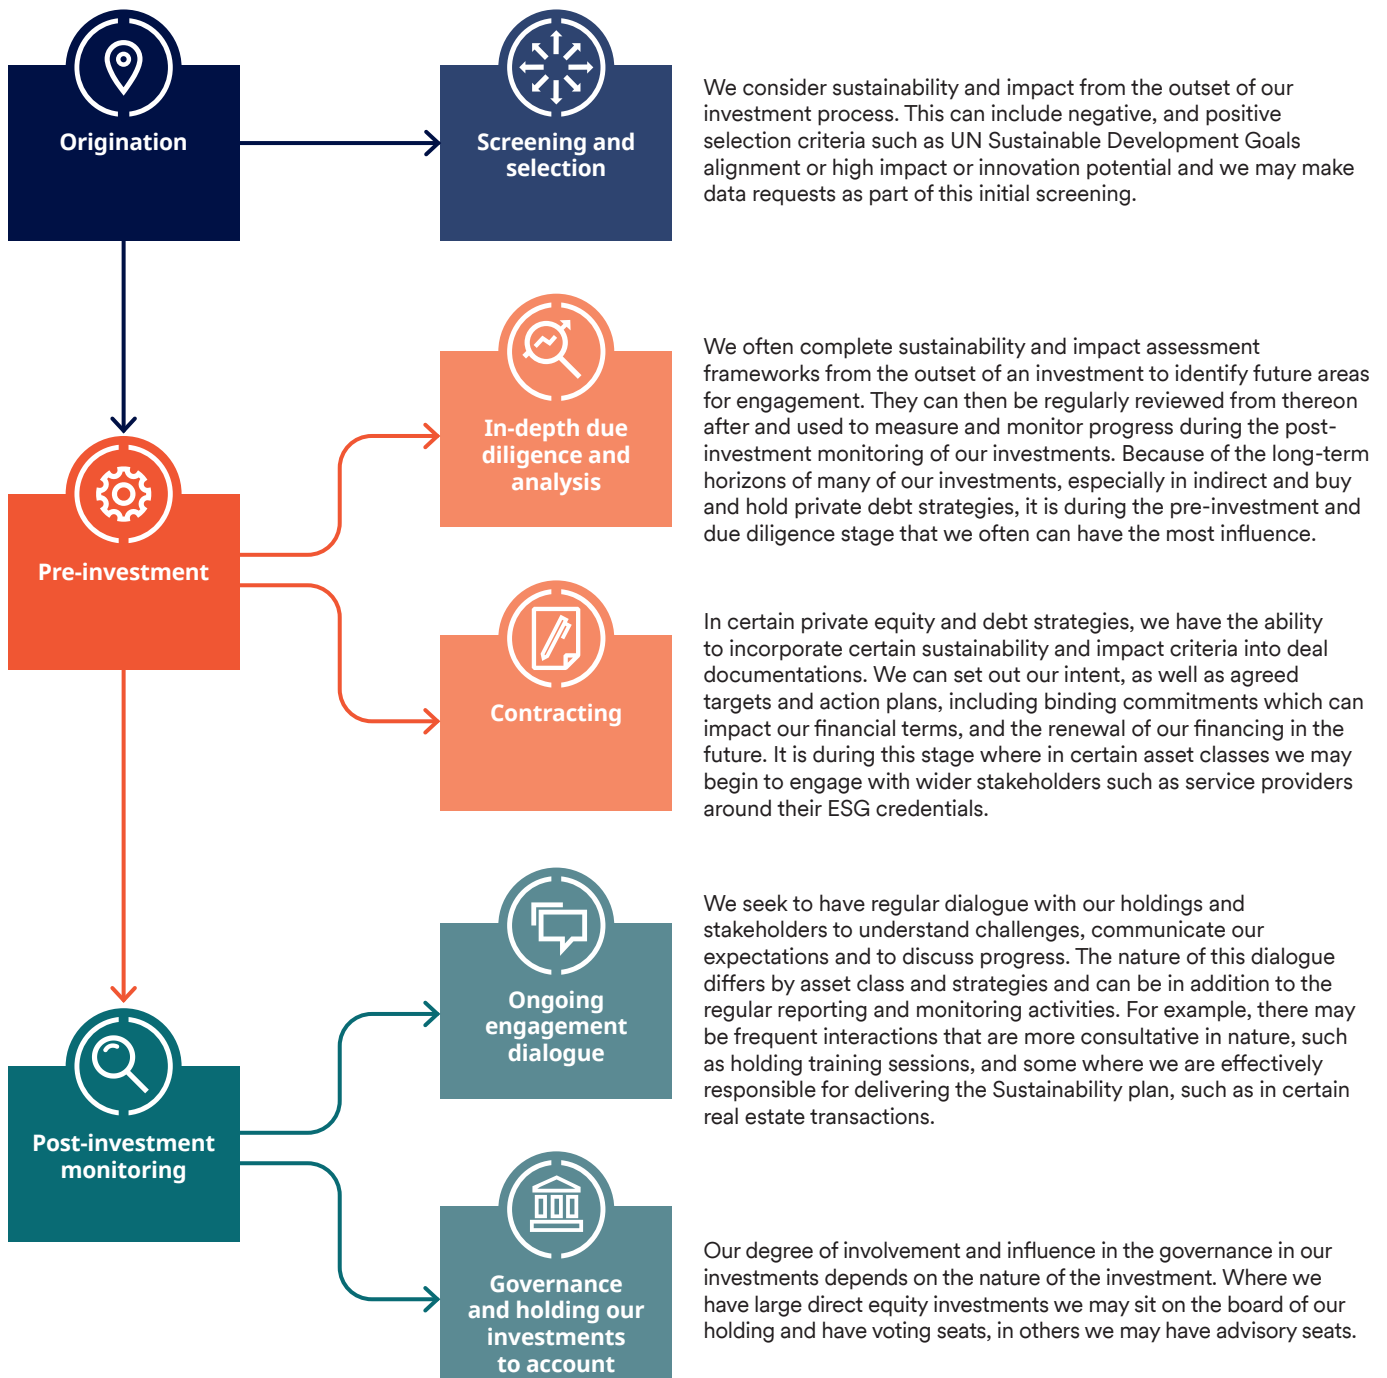 Origination
Screening and
selection
We consider sustainability and impact from the outset of our
investment process. This can include negative, and positive
selection criteria such as UN Sustainable Development Goals
alignment or high impact or innovation potential and we may make
data requests as part of this initial screening.
Pre-investment
In-depth due
diligence and
analysis
We often complete sustainability and impact assessment
frameworks from the outset of an investment to identify future areas
for engagement. They can then be regularly reviewed from thereon
after and used to measure and monitor progress during the post-
investment monitoring of our investments. Because of the long-term
horizons of many of our investments, especially in indirect and buy
and hold private debt strategies, it is during the pre-investment and
due diligence stage that we often can have the most influence.
Contracting
In certain private equity and debt strategies, we have the ability
to incorporate certain sustainability and impact criteria into deal
documentations. We can set out our intent, as well as agreed
targets and action plans, including binding commitments which can
impact our financial terms, and the renewal of our financing in the
future. It is during this stage where in certain asset classes we may
begin to engage with wider stakeholders such as service providers
around their ESG credentials.
Post-investment
monitoring
Ongoing
engagement
dialogue
We seek to have regular dialogue with our holdings and
stakeholders to understand challenges, communicate our
expectations and to discuss progress. The nature of this dialogue
differs by asset class and strategies and can be in addition to the
regular reporting and monitoring activities. For example, there may
be frequent interactions that are more consultative in nature, such
as holding training sessions, and some where we are effectively
responsible for delivering the Sustainability plan, such as in certain
real estate transactions.
Governance
and holding our
investments
to account
Our degree of involvement and influence in the governance in our
investments depends on the nature of the investment. Where we
have large direct equity investments we may sit on the board of our
holding and have voting seats, in others we may have advisory seats.